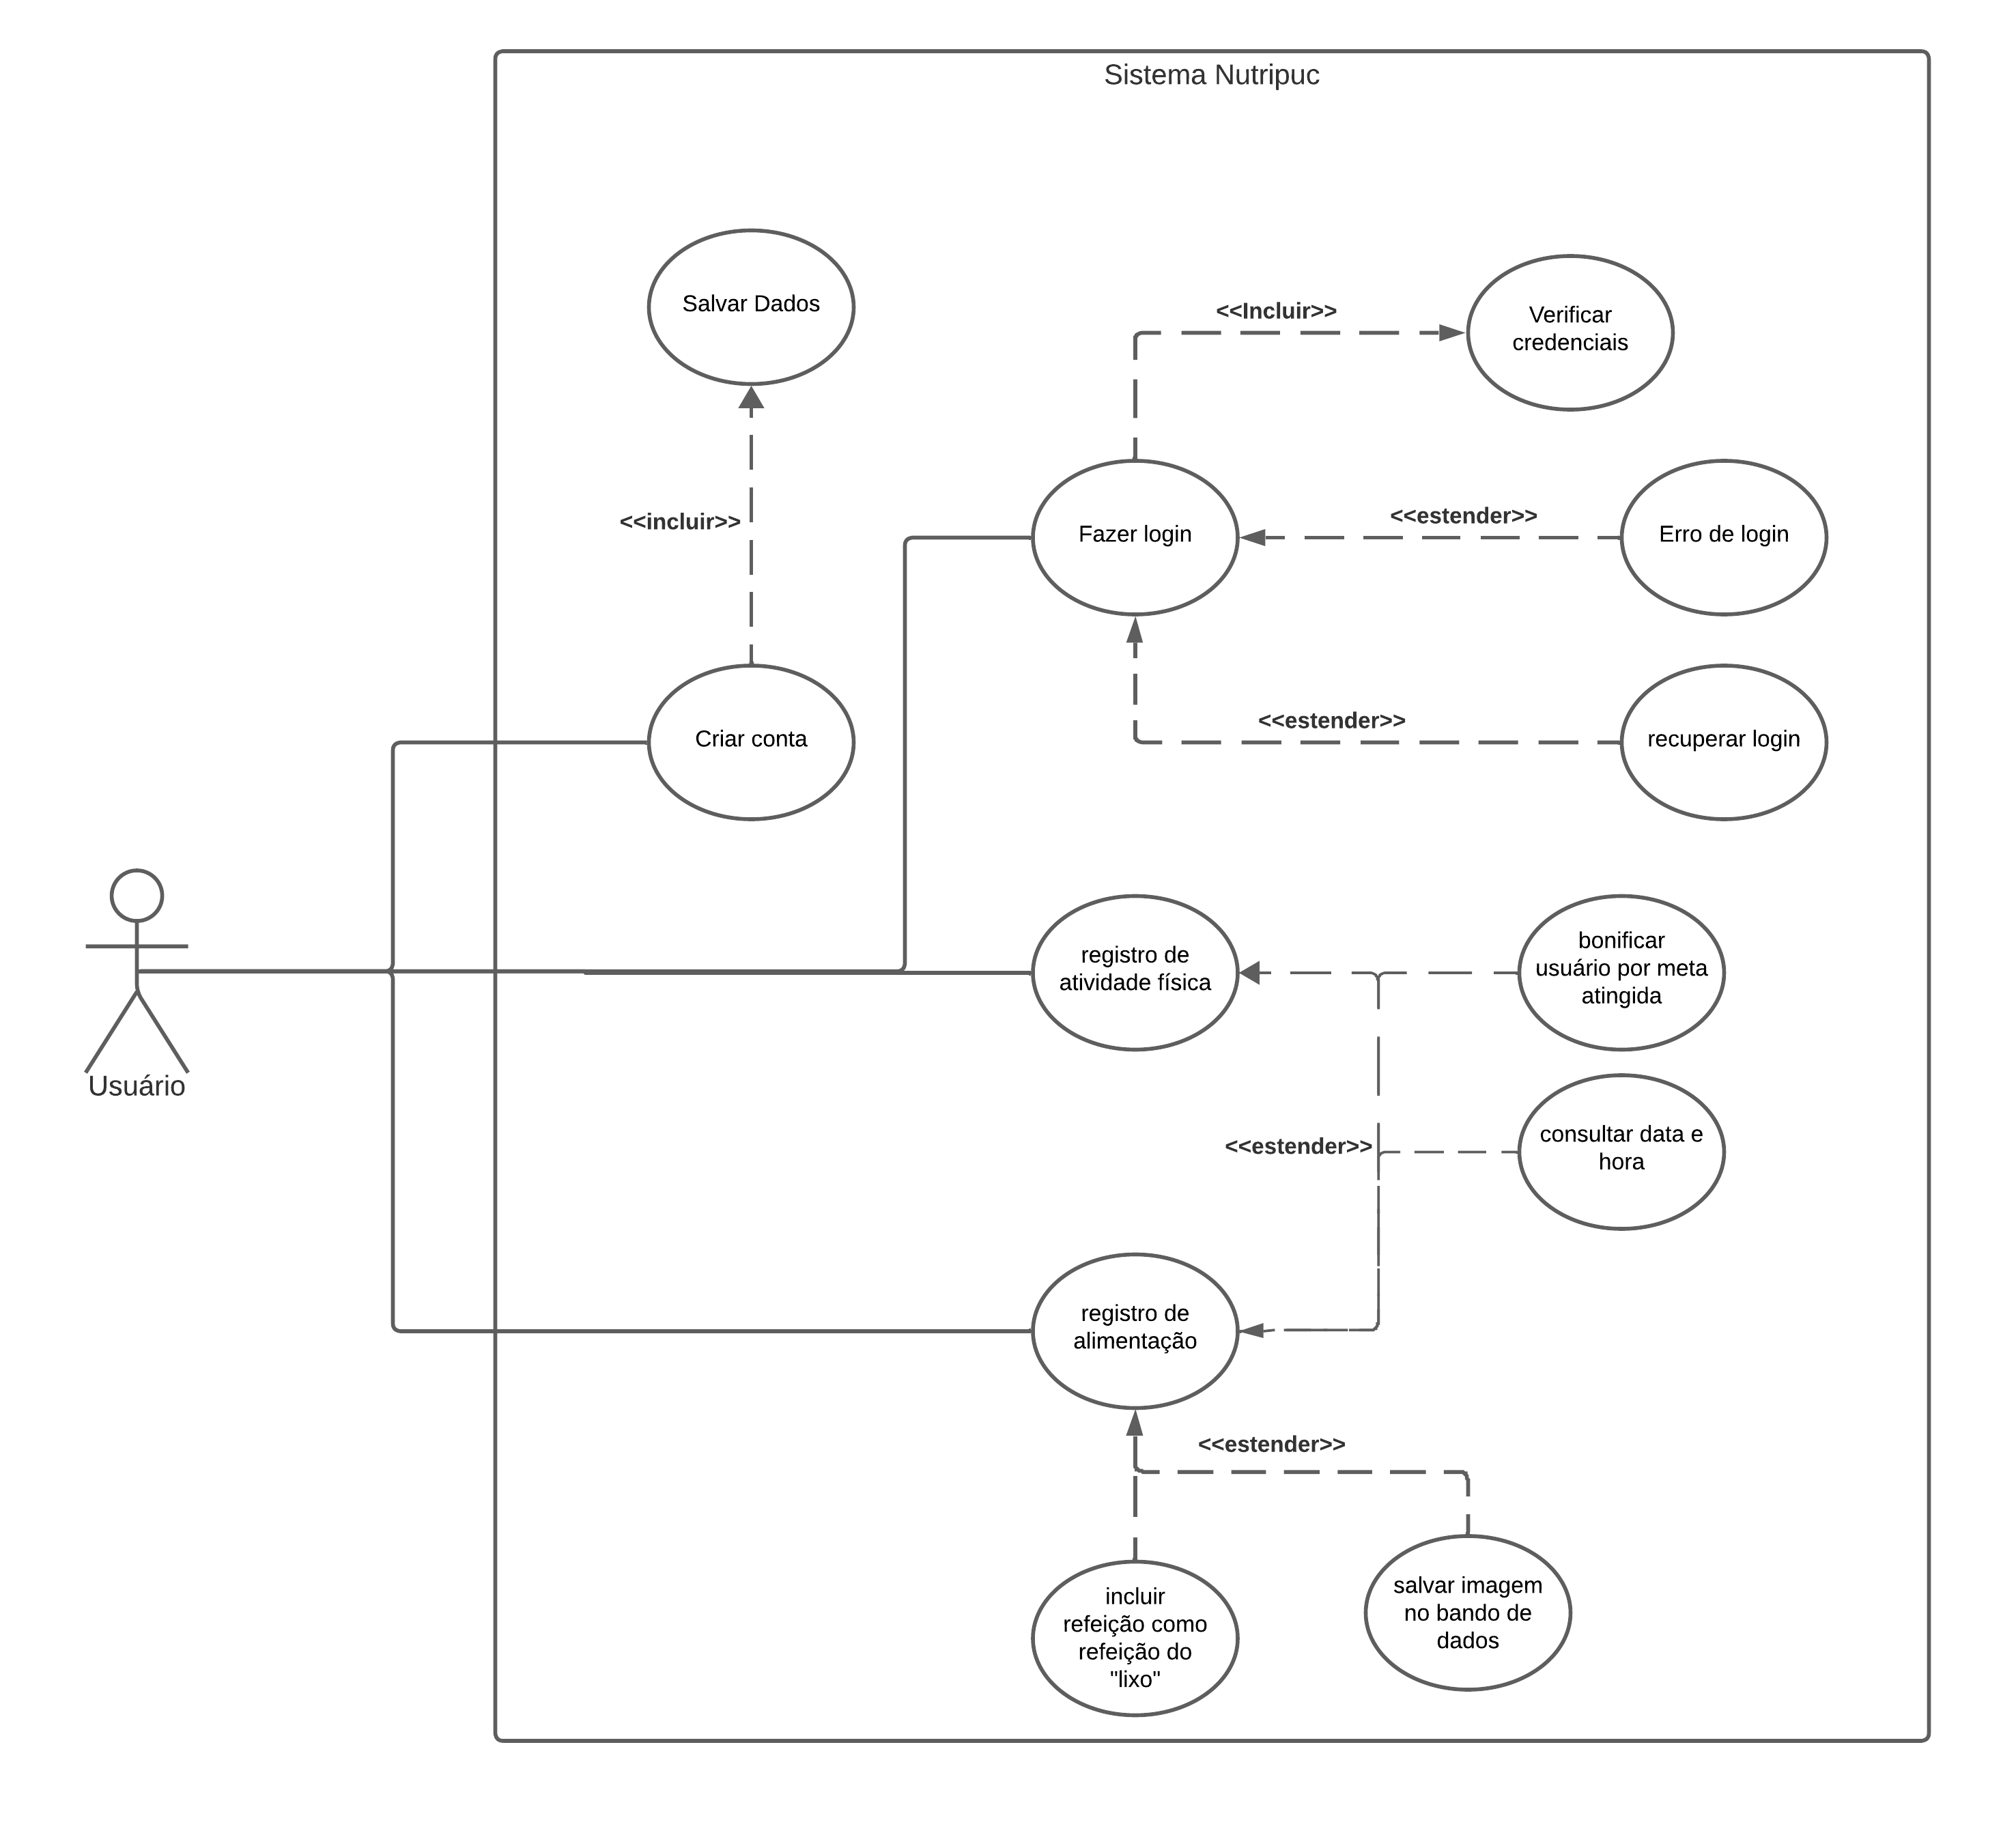 Sistema Nutripuc
Salvar Dados
<<Incluir>>
Verificar
credenciais
<<incluir>>
Fazer login
<<estender>>
Erro de login
Criar conta
<<estender>>
recuperar login
Usuário
registro de
atividade física
bonificar
usuário por meta
atingida
<<estender>>
consultar data e
hora
registro de
alimentação
<<estender>>
incluir
refeição como
refeição do
"lixo"
salvar imagem
no bando de
dados